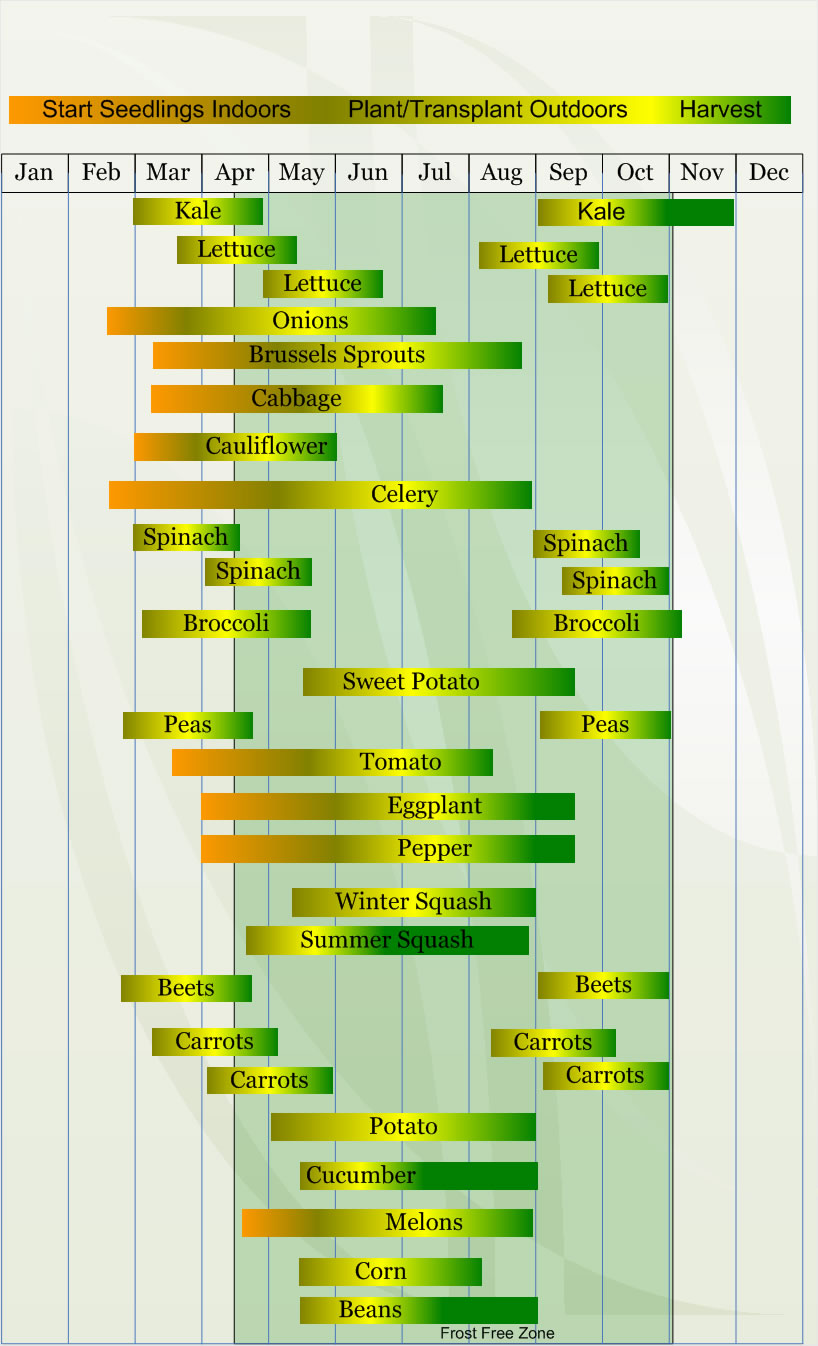 Start Seedlings Indoors Plant/Transplant Outdoors Harvest
Jan Feb Mar Apr May Jun Jul Aug Sep Oct Nov Dec
Kale Kale
Lettuce Lettuce
Lettuce Lettuce
Onions
Brussels Sprouts
Cabbage
Cauliflower
Celery
Spinach Spinach
Spinach Spinach
Broccoli Broccoli
Sweet Potato
Peas Peas
Tomato
Eggplant
Pepper
Winter Squash
Summer Squash
Beets Beets
Carrots Carrots
Carrots Carrots
Potato
Cucumber
Melons
Corn
Beans
Frost Free Zone